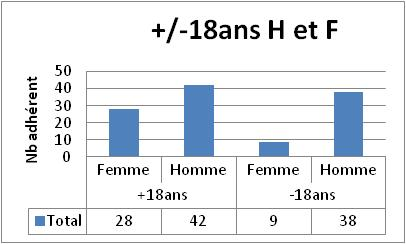 +/-18ans H et F
Nb adhérent
50
40
30
20
10
0
Femme Homme Femme Homme
+18ans -18ans
Total 28 42 9 38